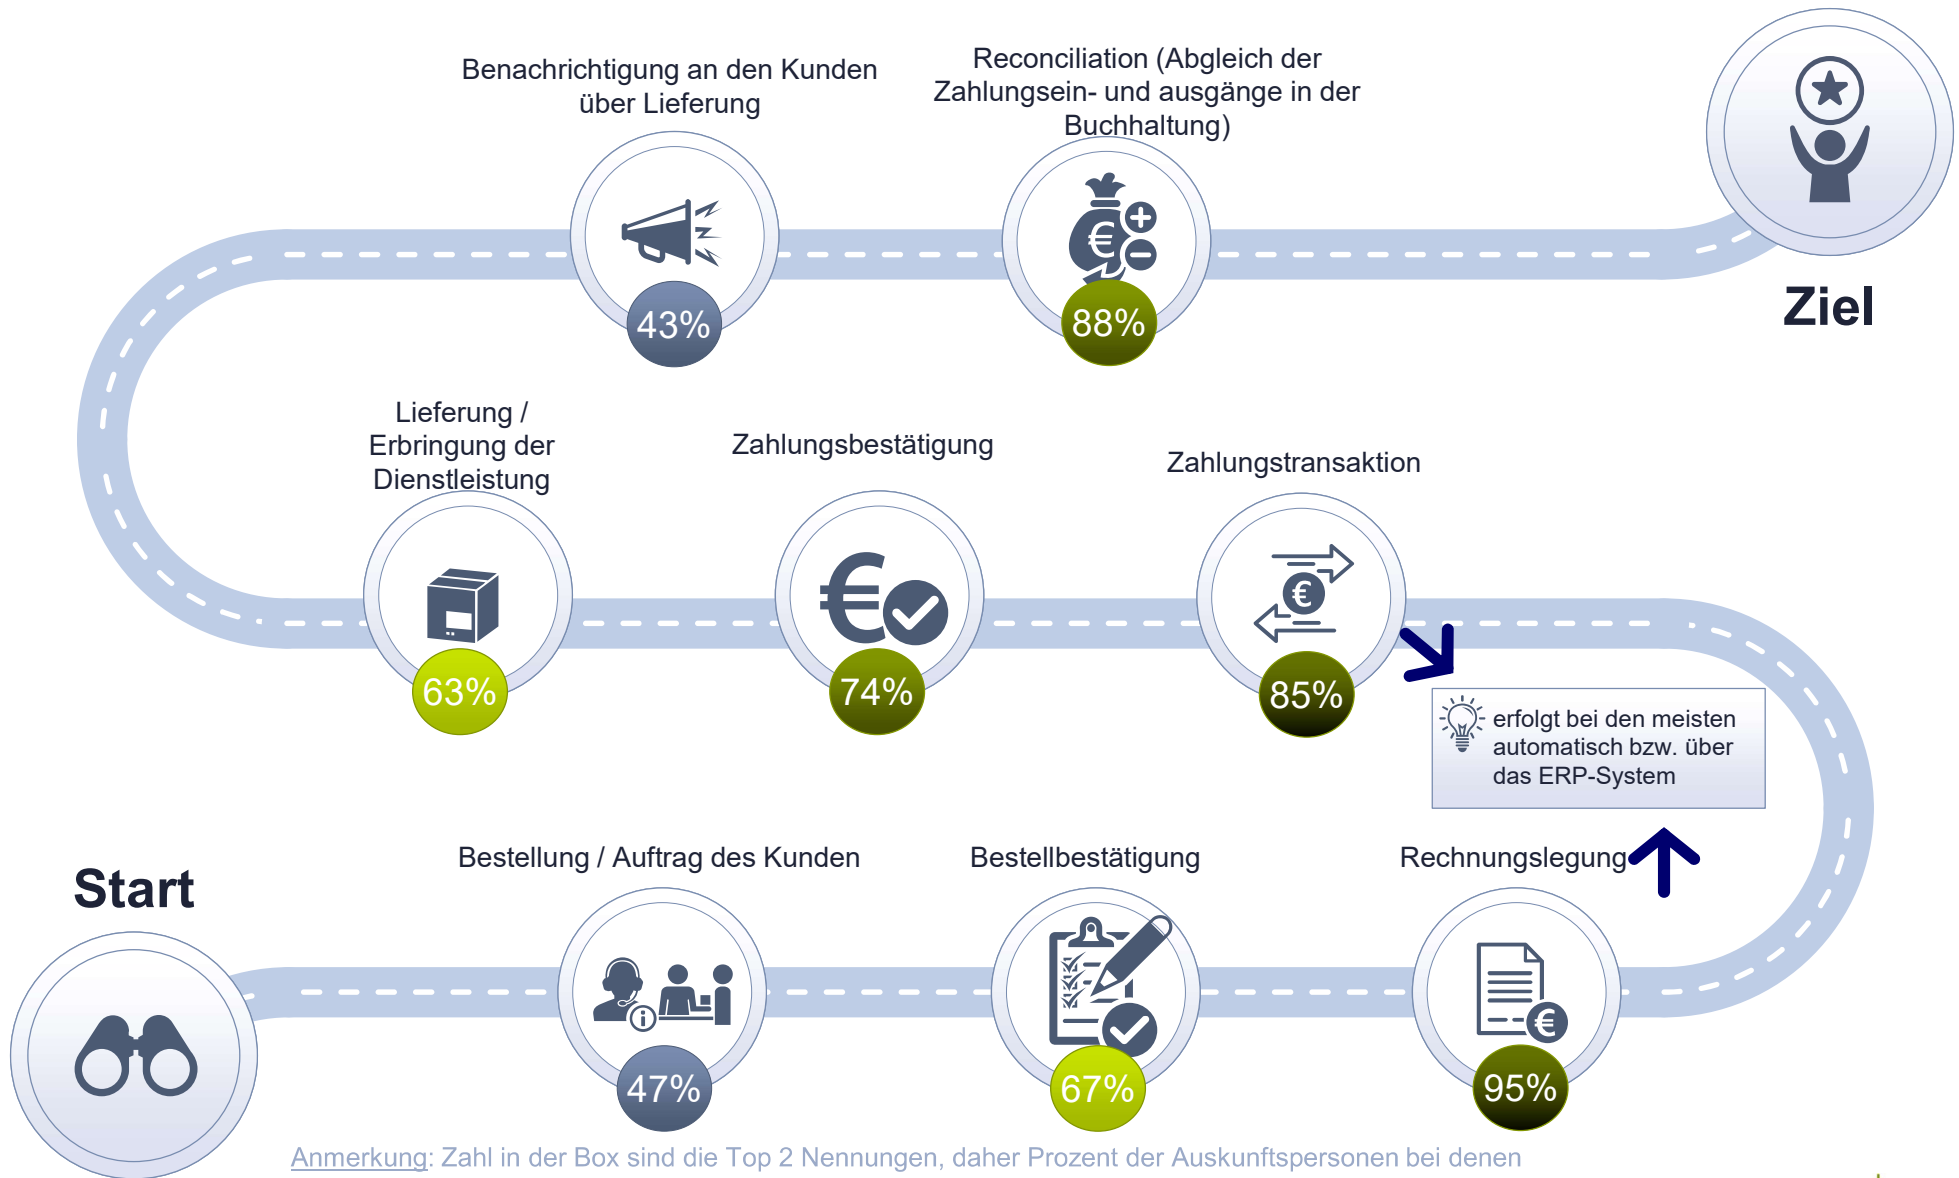 Benachrichtigung an den Kunden
über Lieferung
43%
Reconciliation (Abgleich der
Zahlungsein- und ausgänge in der
Buchhaltung)
€
88%
Ziel
Lieferung /
Erbringung der
Dienstleistung
63%
Zahlungsbestätigung
€
74%
Zahlungstransaktion
€
85%
erfolgt bei den meisten
automatisch bzw. über
das ERP-System
Start
Bestellung / Auftrag des Kunden
i
47%
Bestellbestätigung
67%
Rechnungslegung
€
95%
Anmerkung: Zahl in der Box sind die Top 2 Nennungen, daher Prozent der Auskunftspersonen bei denen